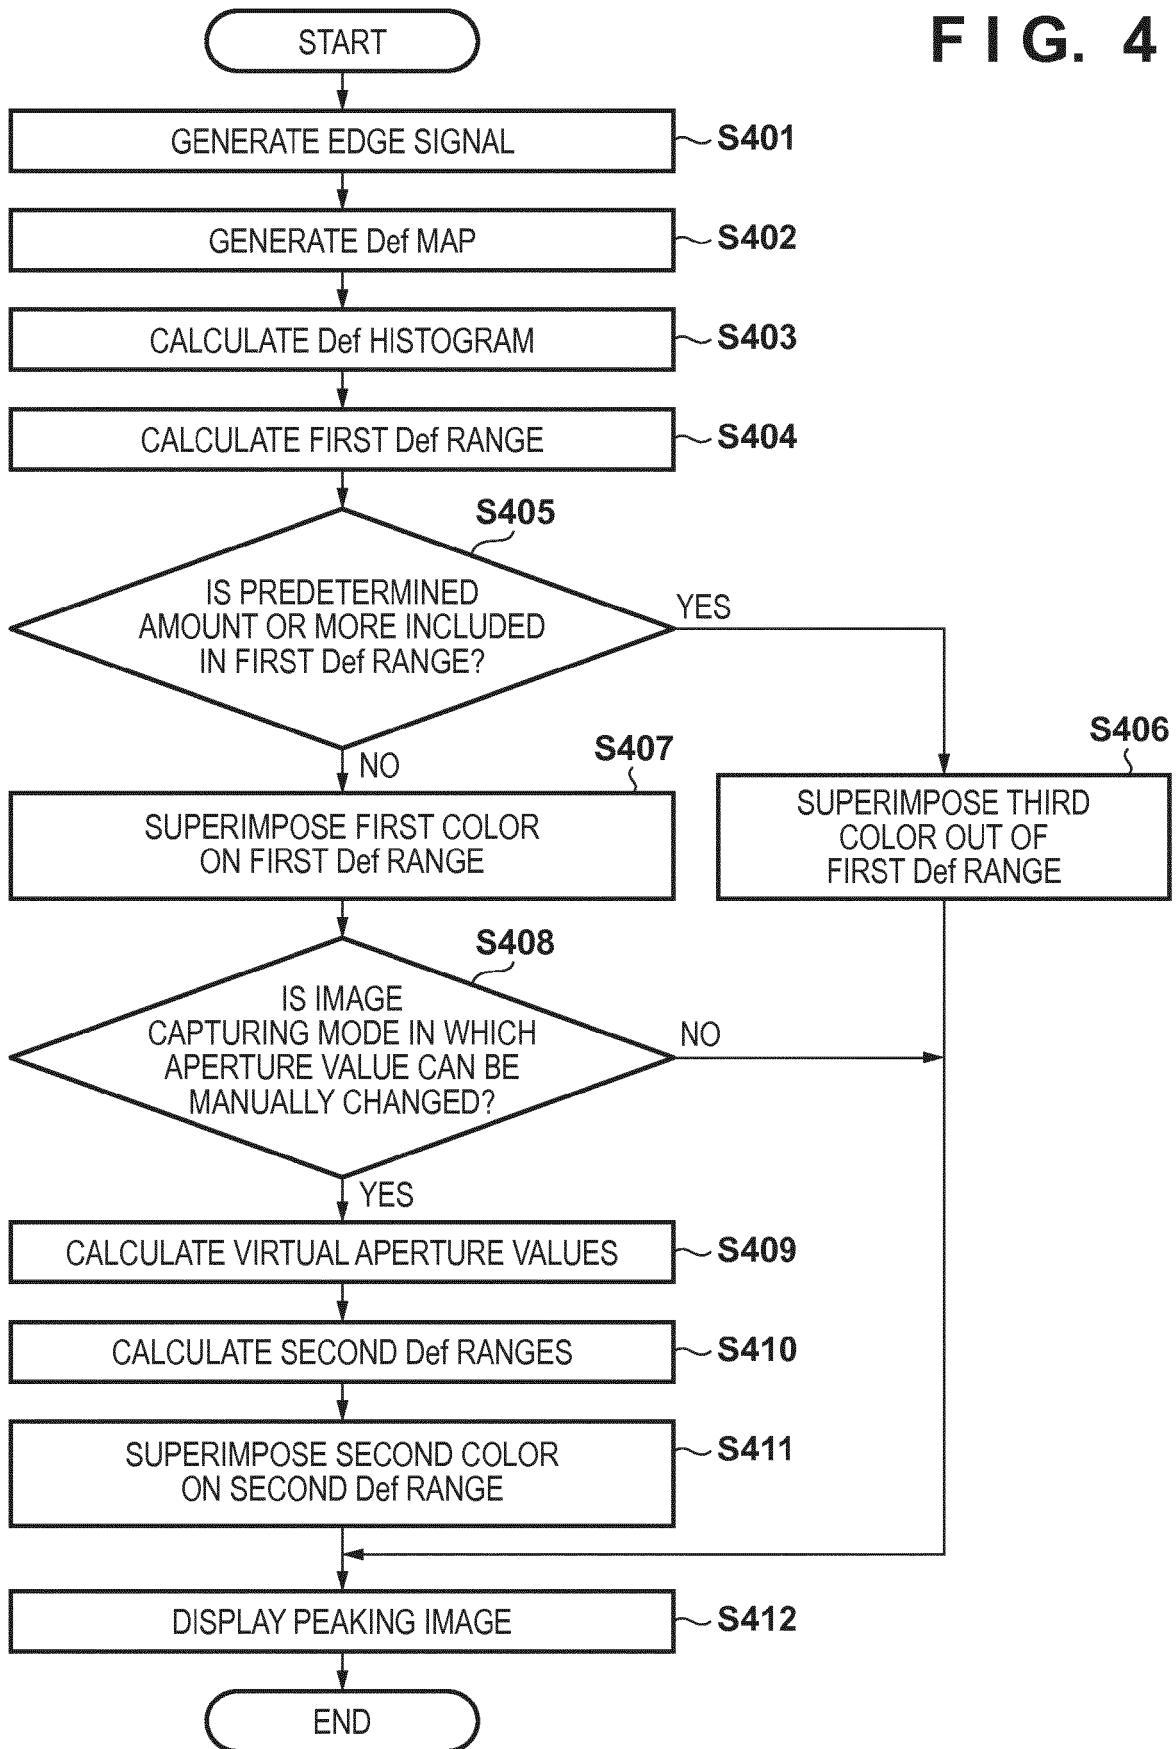 FIG. 4
START
GENERATE EDGE SIGNAL
S401
GENERATE Def MAP
S402
CALCULATE Def HISTOGRAM
S403
CALCULATE FIRST Def RANGE
S404
S405
IS PREDETERMINED
AMOUNT OR MORE INCLUDED
IN FIRST Def RANGE?
YES
NO
S406
SUPERIMPOSE THIRD
COLOR OUT OF
FIRST Def RANGE
S407
SUPERIMPOSE FIRST COLOR
ON FIRST Def RANGE
S408
IS IMAGE
CAPTURING MODE IN WHICH
APERTURE VALUE CAN BE
MANUALLY CHANGED?
NO
YES
CALCULATE VIRTUAL APERTURE VALUES
S409
CALCULATE SECOND Def RANGES
S410
SUPERIMPOSE SECOND COLOR
ON SECOND Def RANGE
S411
DISPLAY PEAKING IMAGE
S412
END